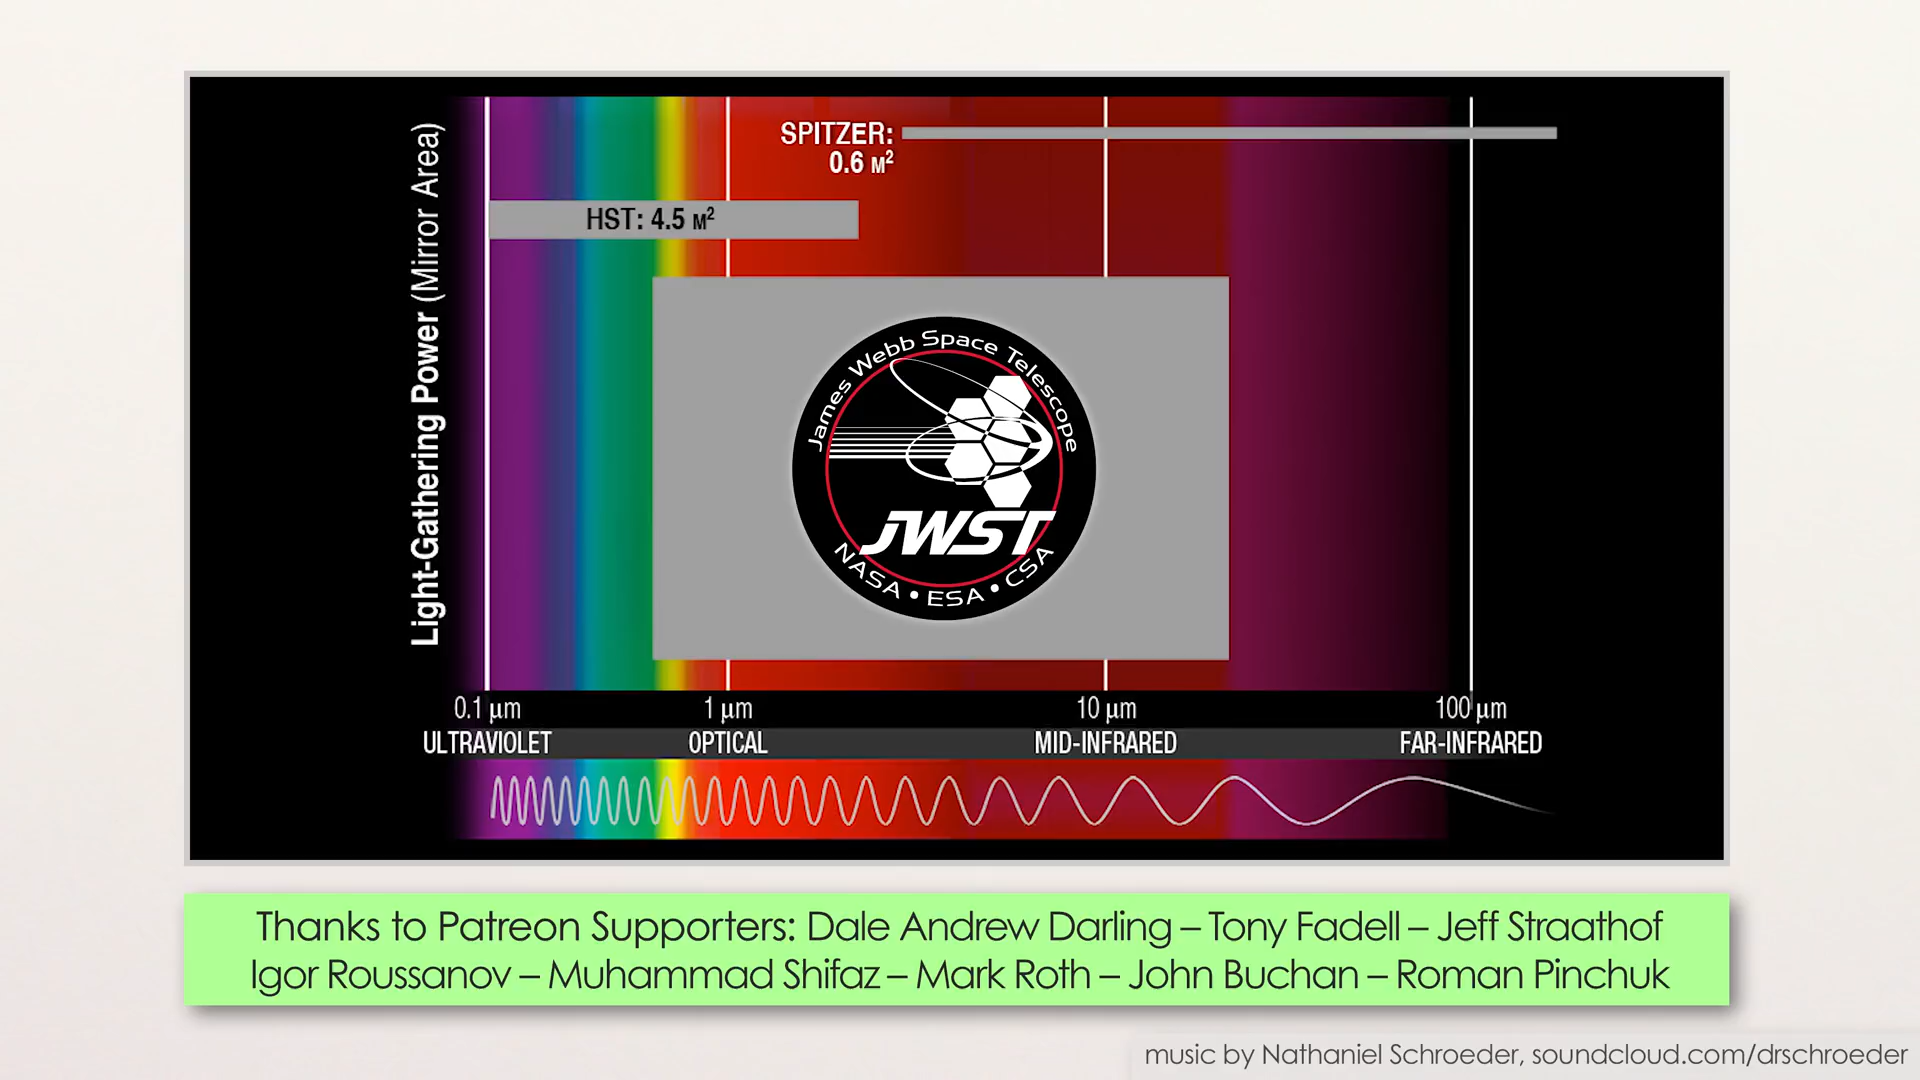 Light-Gathering Power (Mirror Area)
SPITZER:
0.6 M²
HST: 4.5 M²
James Webb Space Telescope
JWST
NASA • ESA • CSA
0.1 µm 1 µm 10 µm 100 µm
ULTRAVIOLET OPTICAL MID-INFRARED FAR-INFRARED
Thanks to Patreon Supporters: Dale Andrew Darling – Tony Fadell – Jeff Straathof
Igor Roussanov – Muhammad Shifaz – Mark Roth – John Buchan – Roman Pinchuk
music by Nathaniel Schroeder, soundcloud.com/drschroeder